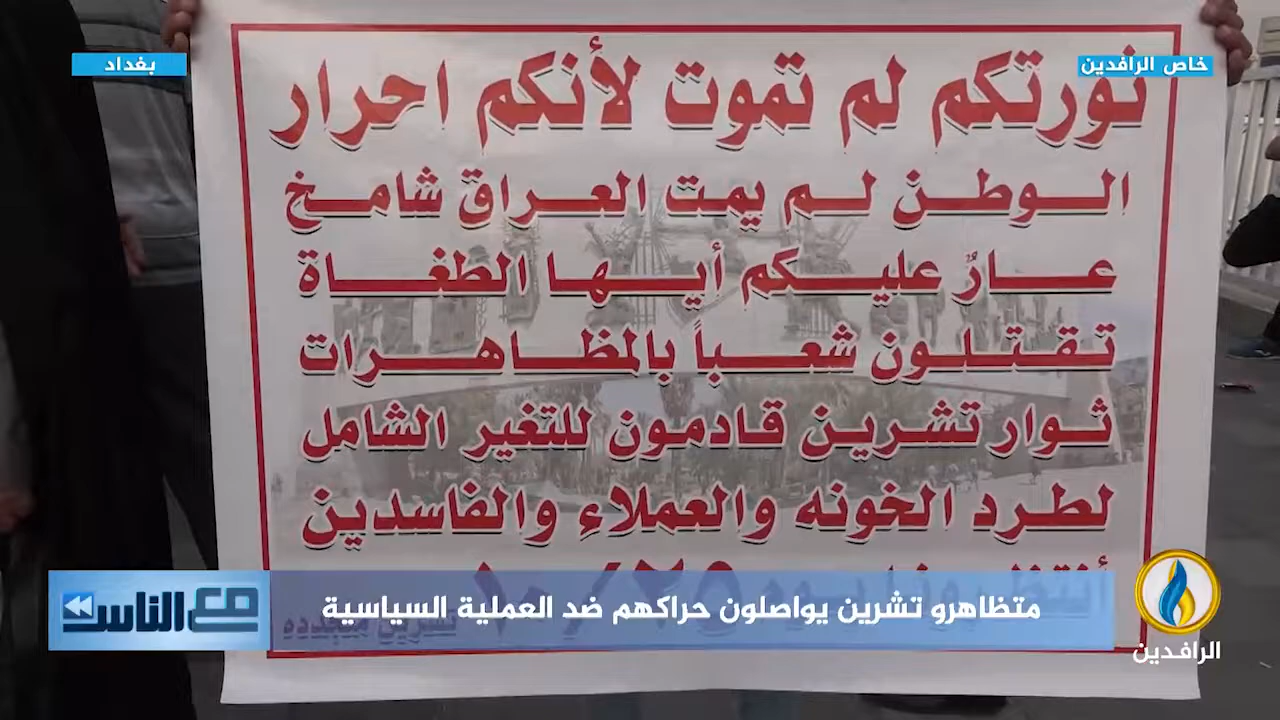 خاص الرافدين
بغداد
ثورتكم لم تموت لأنكم احرار
الوطن لم يمت العراق شامخ
عارٌ عليكم أيها الطغاة
تقتلون شعباً بالمظاهرات
ثوار تشرين قادمون للتغير الشامل
لطرد الخونه والعملاء والفاسدين
٢٥/١٠
متظاهرو تشرين يواصلون حراكهم ضد العملية السياسية
مع الناس
الرافدين